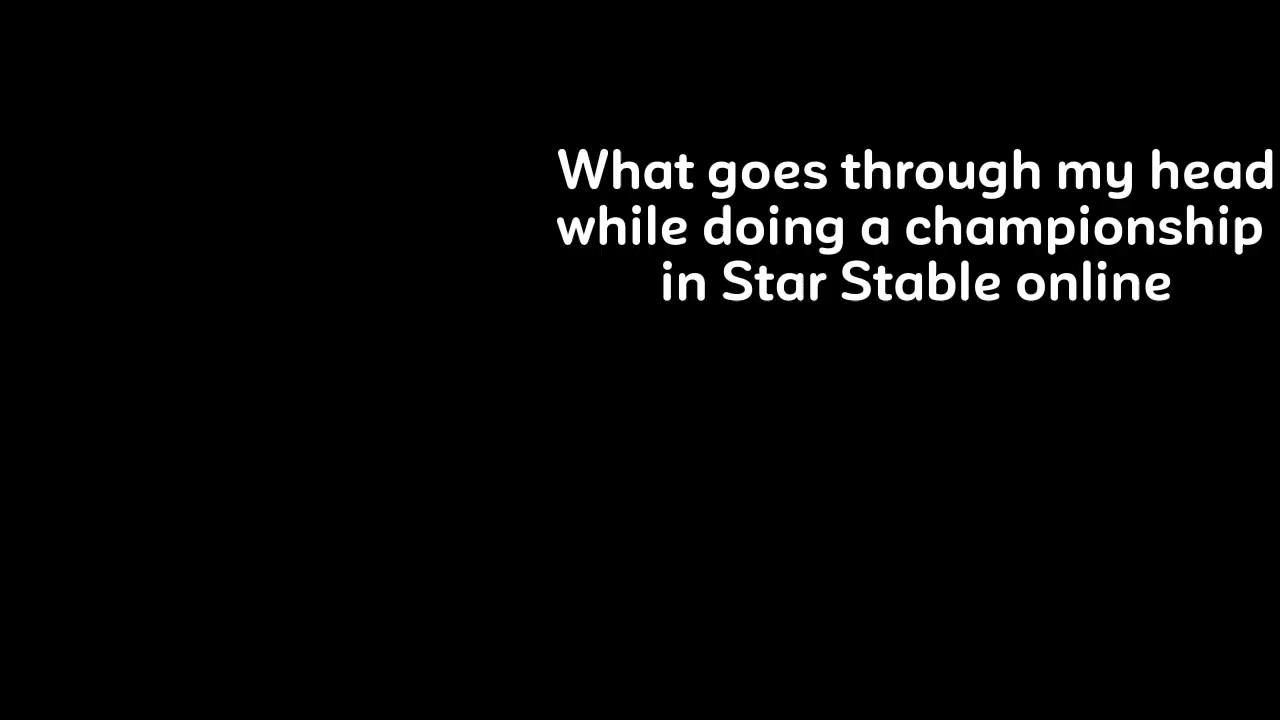 What goes through my head
while doing a championship
in Star Stable online